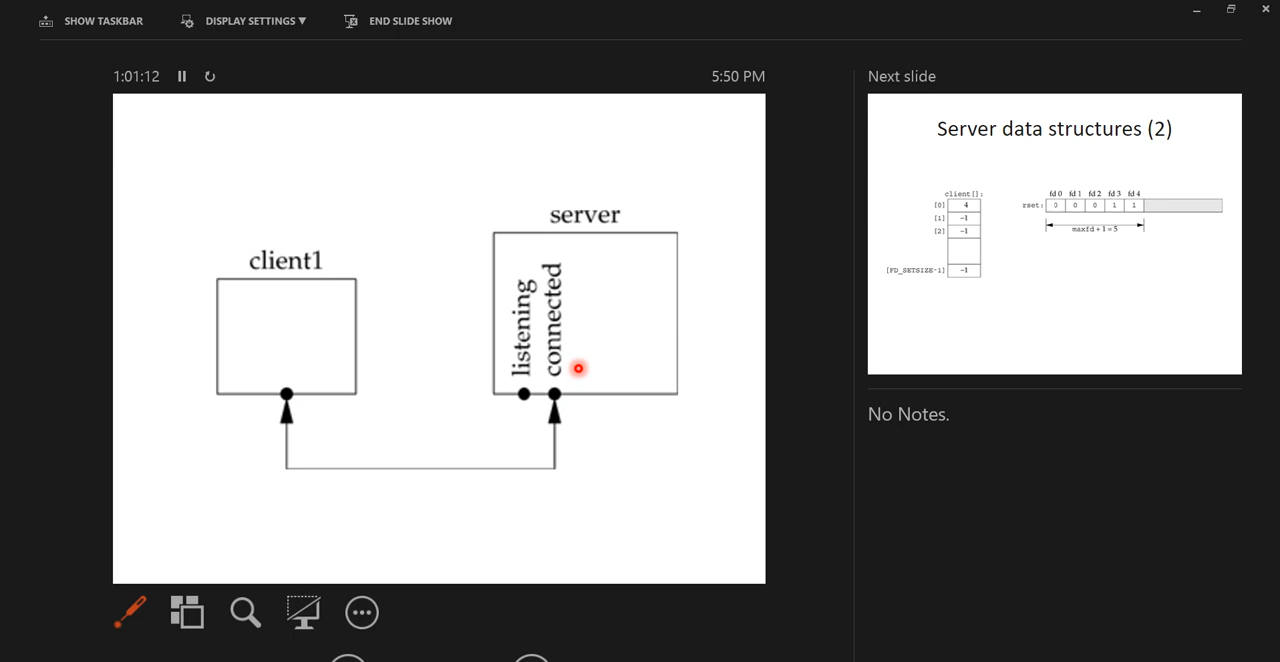 SHOW TASKBAR DISPLAY SETTINGS ▼ END SLIDE SHOW
1:01:12 5:50 PM
client1
server
listening
connected
Next slide
Server data structures (2)
client[]:
[0] 4
[1] −1
[2] −1
[FD_SETSIZE-1] −1
fd 0 fd 1 fd 2 fd 3 fd 4
rset: 0 0 0 1 1
maxfd + 1 = 5
No Notes.